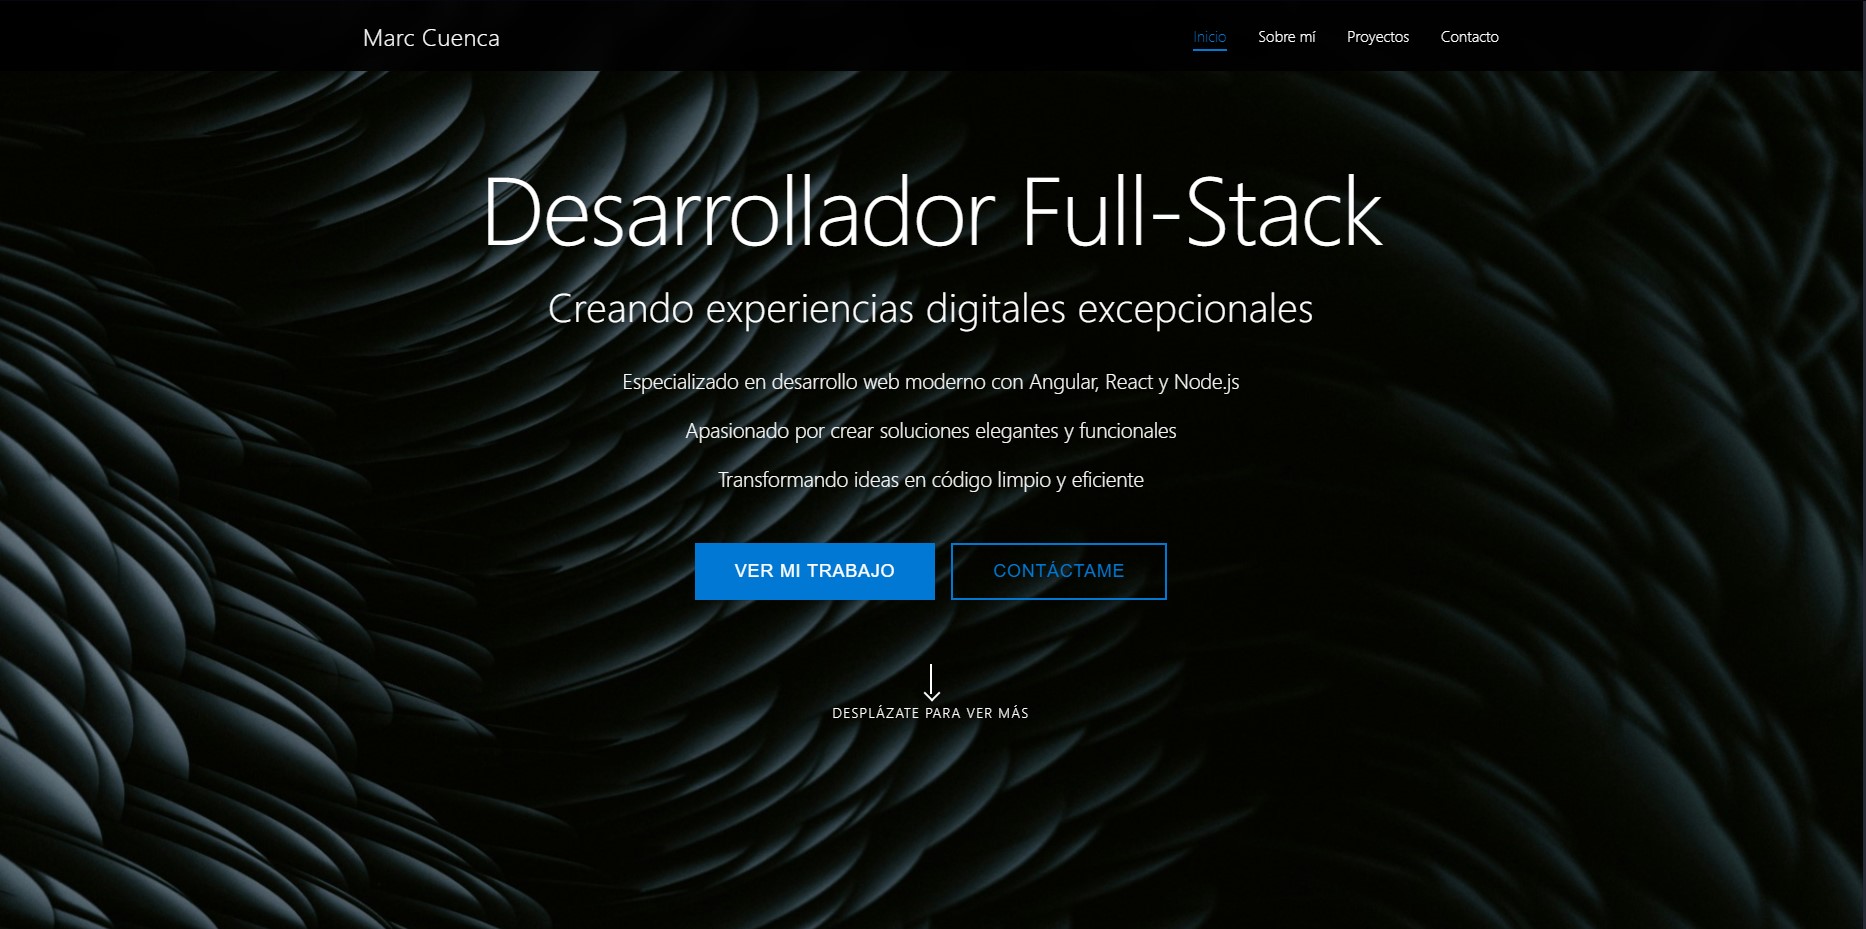 Marc Cuenca
Inicio Sobre mí Proyectos Contacto
Desarrollador Full-Stack
Creando experiencias digitales excepcionales
Especializado en desarrollo web moderno con Angular, React y Node.js
Apasionado por crear soluciones elegantes y funcionales
Transformando ideas en código limpio y eficiente
VER MI TRABAJO CONTÁCTAME
DESPLÁZATE PARA VER MÁS